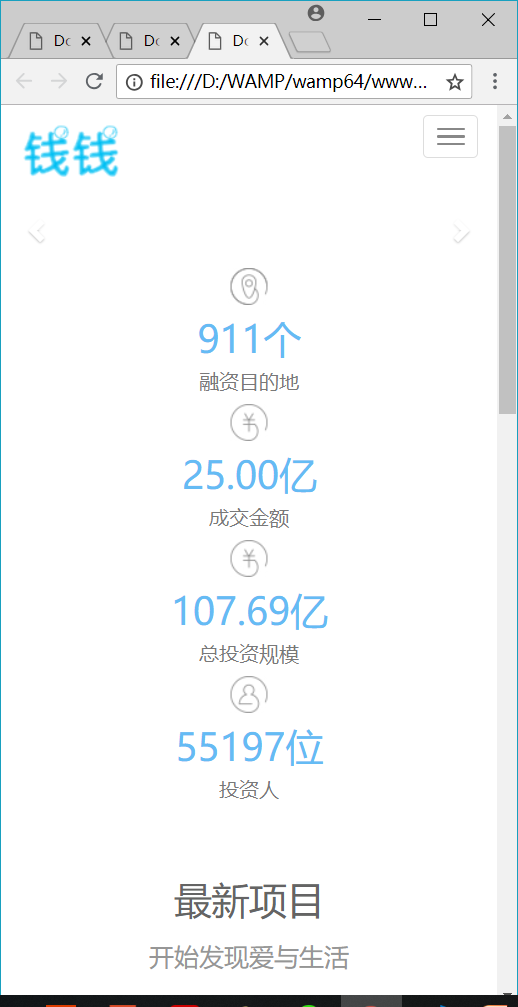 Do
Do
Do
file:///D:/WAMP/wamp64/www...
钱钱
911个
融资目的地
25.00亿
成交金额
107.69亿
总投资规模
55197位
投资人
最新项目
开始发现爱与生活